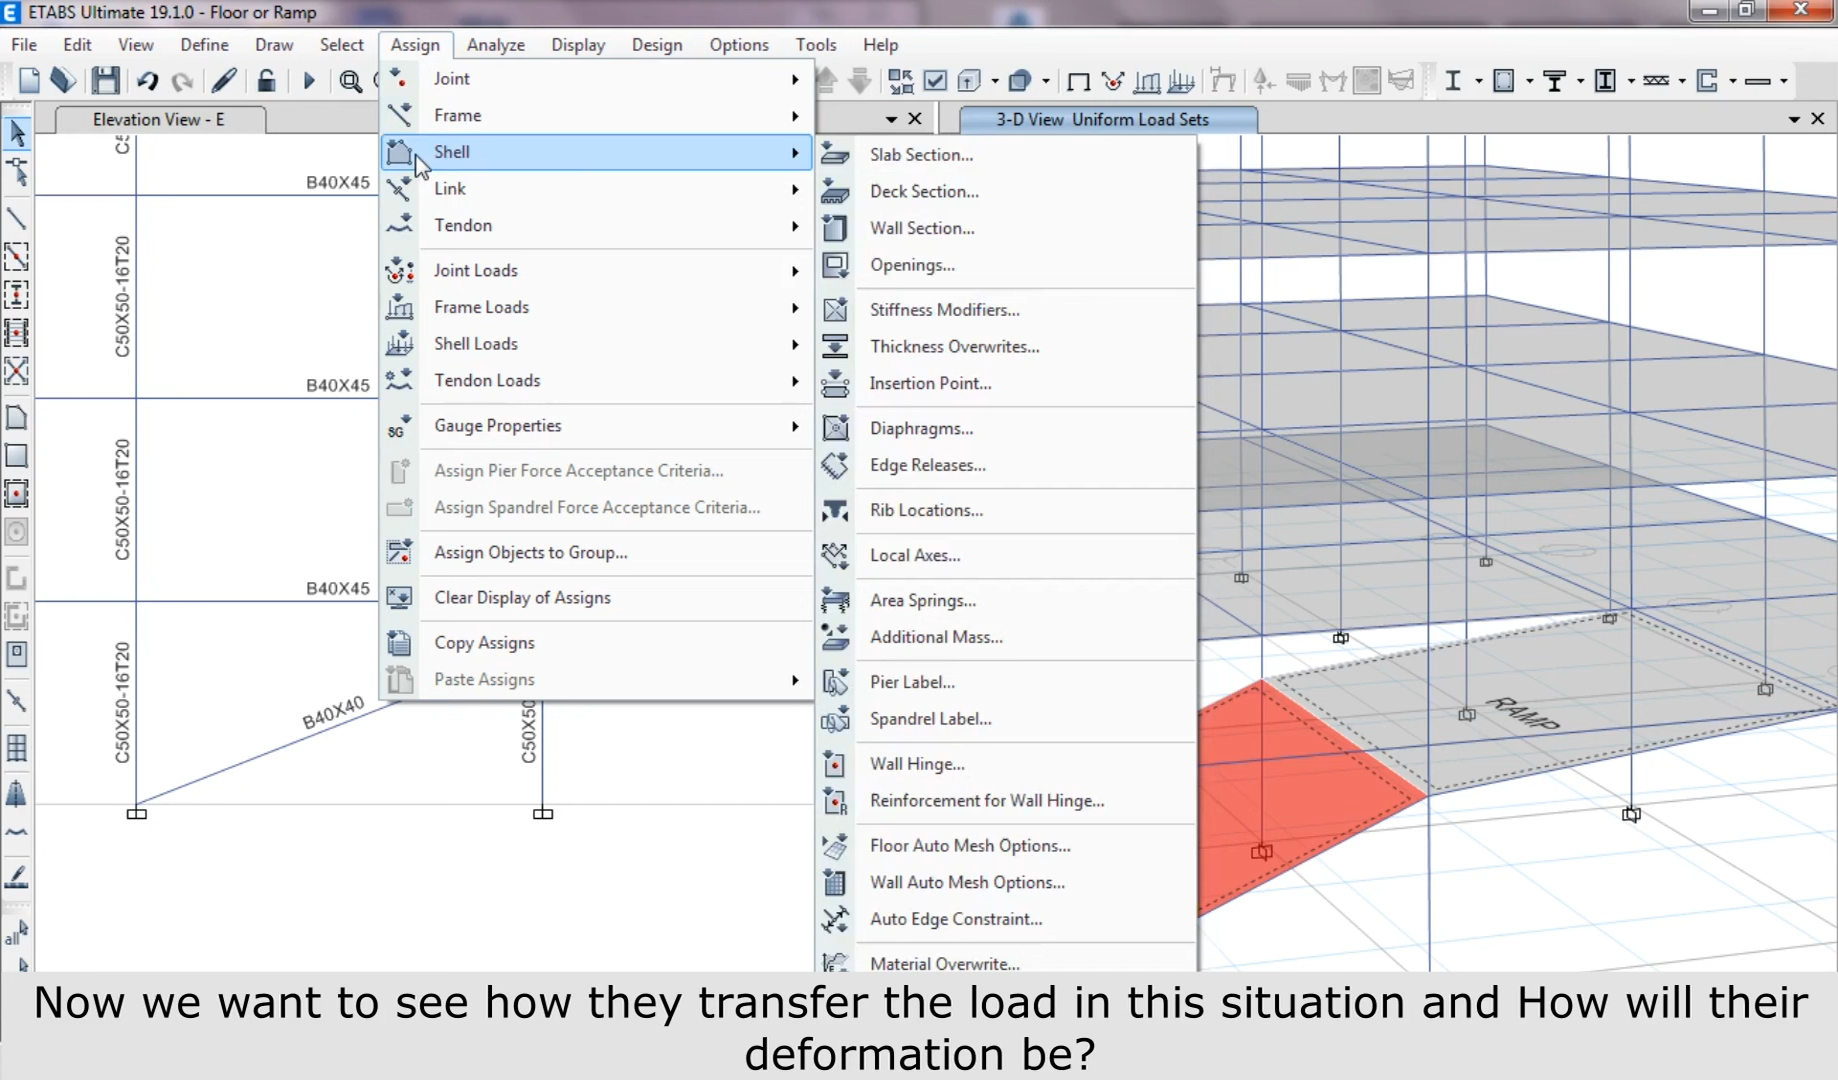 ETABS Ultimate 19.1.0 - Floor or Ramp
File Edit View Define Draw Select Assign Analyze Display Design Options Tools Help
Elevation View - E
3-D View Uniform Load Sets
Joint
Frame
Shell
Link
Tendon
Joint Loads
Frame Loads
Shell Loads
Tendon Loads
Gauge Properties
Assign Pier Force Acceptance Criteria...
Assign Spandrel Force Acceptance Criteria...
Assign Objects to Group...
Clear Display of Assigns
Copy Assigns
Paste Assigns
Slab Section...
Deck Section...
Wall Section...
Openings...
Stiffness Modifiers...
Thickness Overwrites...
Insertion Point...
Diaphragms...
Edge Releases...
Rib Locations...
Local Axes...
Area Springs...
Additional Mass...
Pier Label...
Spandrel Label...
Wall Hinge...
Reinforcement for Wall Hinge...
Floor Auto Mesh Options...
Wall Auto Mesh Options...
Auto Edge Constraint...
Material Overwrite...
SG
R
all
C5
B40X45
C50X50-16T20
B40X45
C50X50-16T20
B40X45
C50X50-16T20
B40X40
C50X50
RAMP
Now we want to see how they transfer the load in this situation and How will their
deformation be?